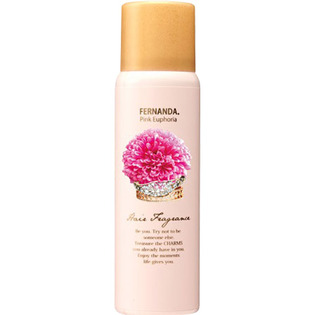 FERNANDA.
Pink Euphoria
Hair Fragrance
Be you. Try not to be
someone else.
Treasure the CHARMS
you already have in you
Enjoy the moments
life gives you